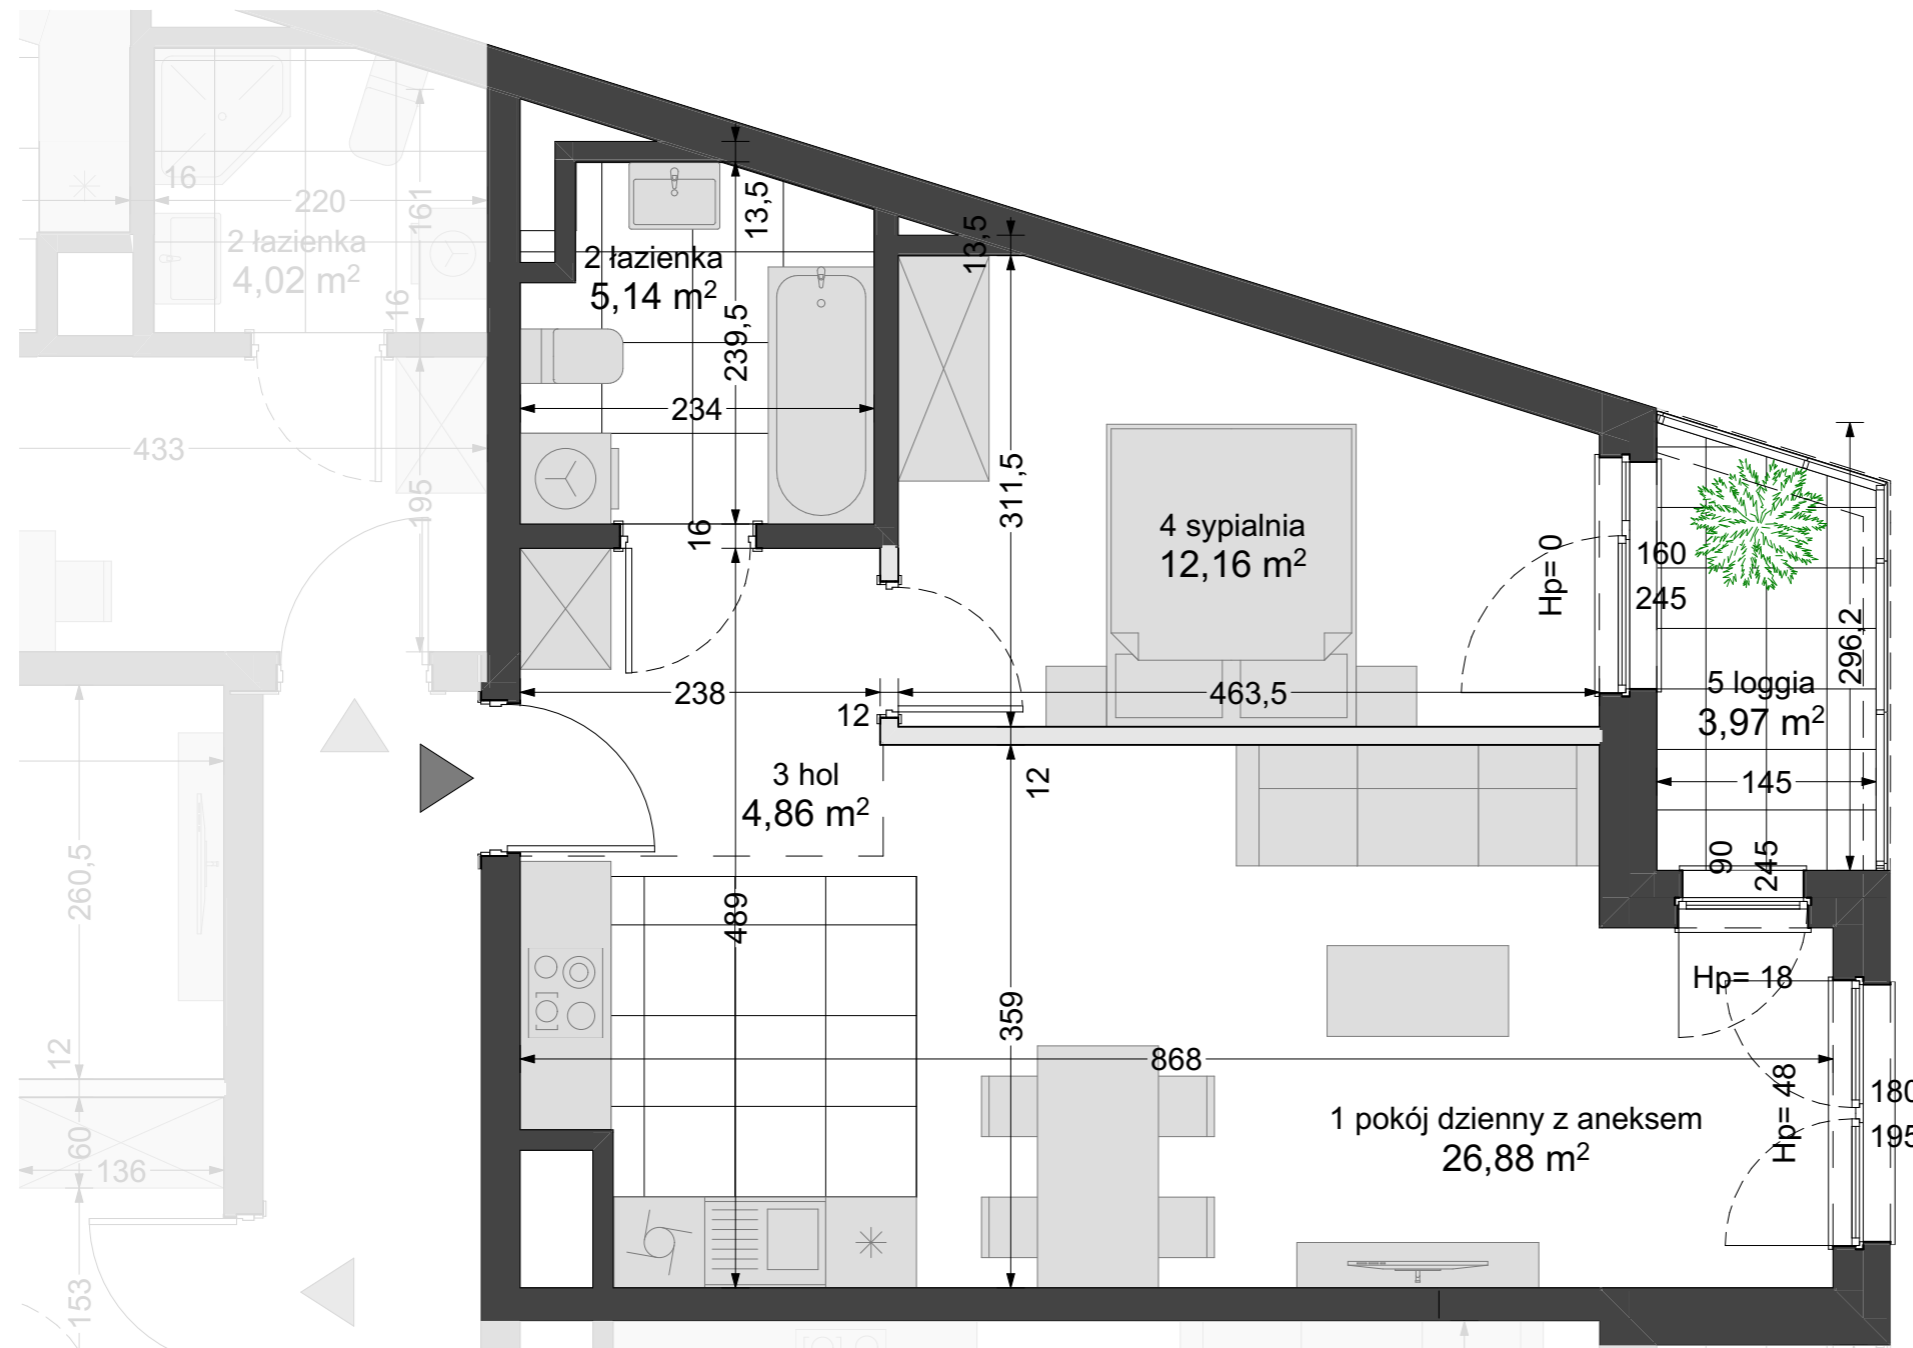 16
220
161
2 łazienka
4,02 m²
16
433
195
260,5
12
60
136
153
13,5
2 łazienka
5,14 m²
239,5
234
16
13,5
311,5
4 sypialnia
12,16 m²
Hp= 0
160
245
296,2
5 loggia
3,97 m²
145
90
245
238
12
463,5
3 hol
4,86 m²
12
489
359
868
Hp= 18
Hp= 48
180
195
1 pokój dzienny z aneksem
26,88 m²